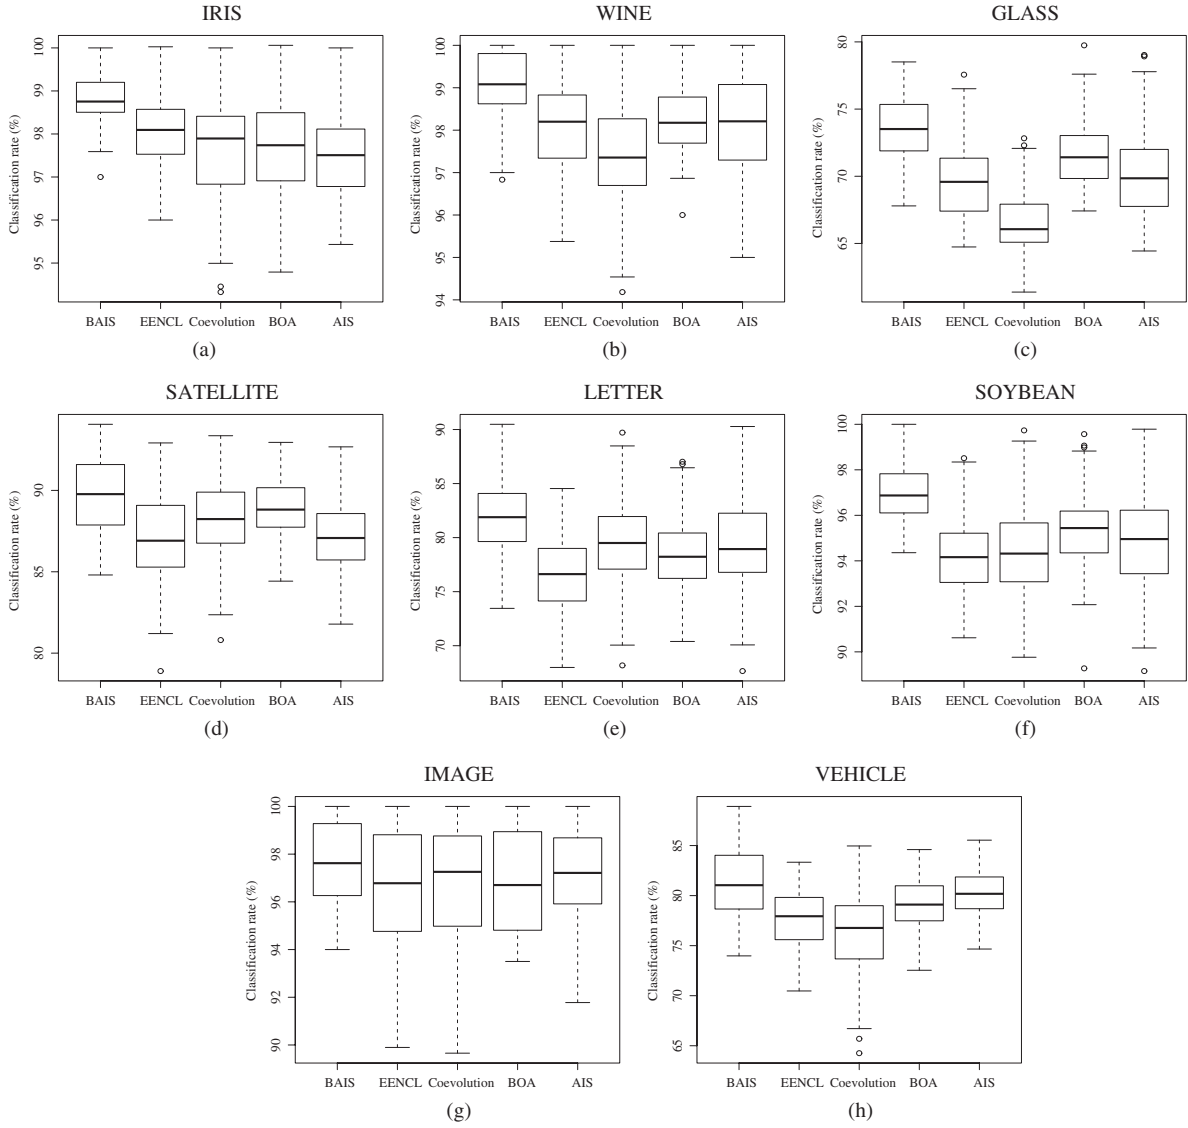 IRIS
Classification rate (%)
100
99
98
97
96
95
BAIS EENCL Coevolution BOA AIS
(a)
WINE
Classification rate (%)
100
99
98
97
96
95
94
BAIS EENCL Coevolution BOA AIS
(b)
GLASS
Classification rate (%)
80
75
70
65
BAIS EENCL Coevolution BOA AIS
(c)
SATELLITE
Classification rate (%)
90
85
80
BAIS EENCL Coevolution BOA AIS
(d)
LETTER
Classification rate (%)
90
85
80
75
70
BAIS EENCL Coevolution BOA AIS
(e)
SOYBEAN
Classification rate (%)
100
98
96
94
92
90
BAIS EENCL Coevolution BOA AIS
(f)
IMAGE
Classification rate (%)
100
98
96
94
92
90
BAIS EENCL Coevolution BOA AIS
(g)
VEHICLE
Classification rate (%)
85
80
75
70
65
BAIS EENCL Coevolution BOA AIS
(h)